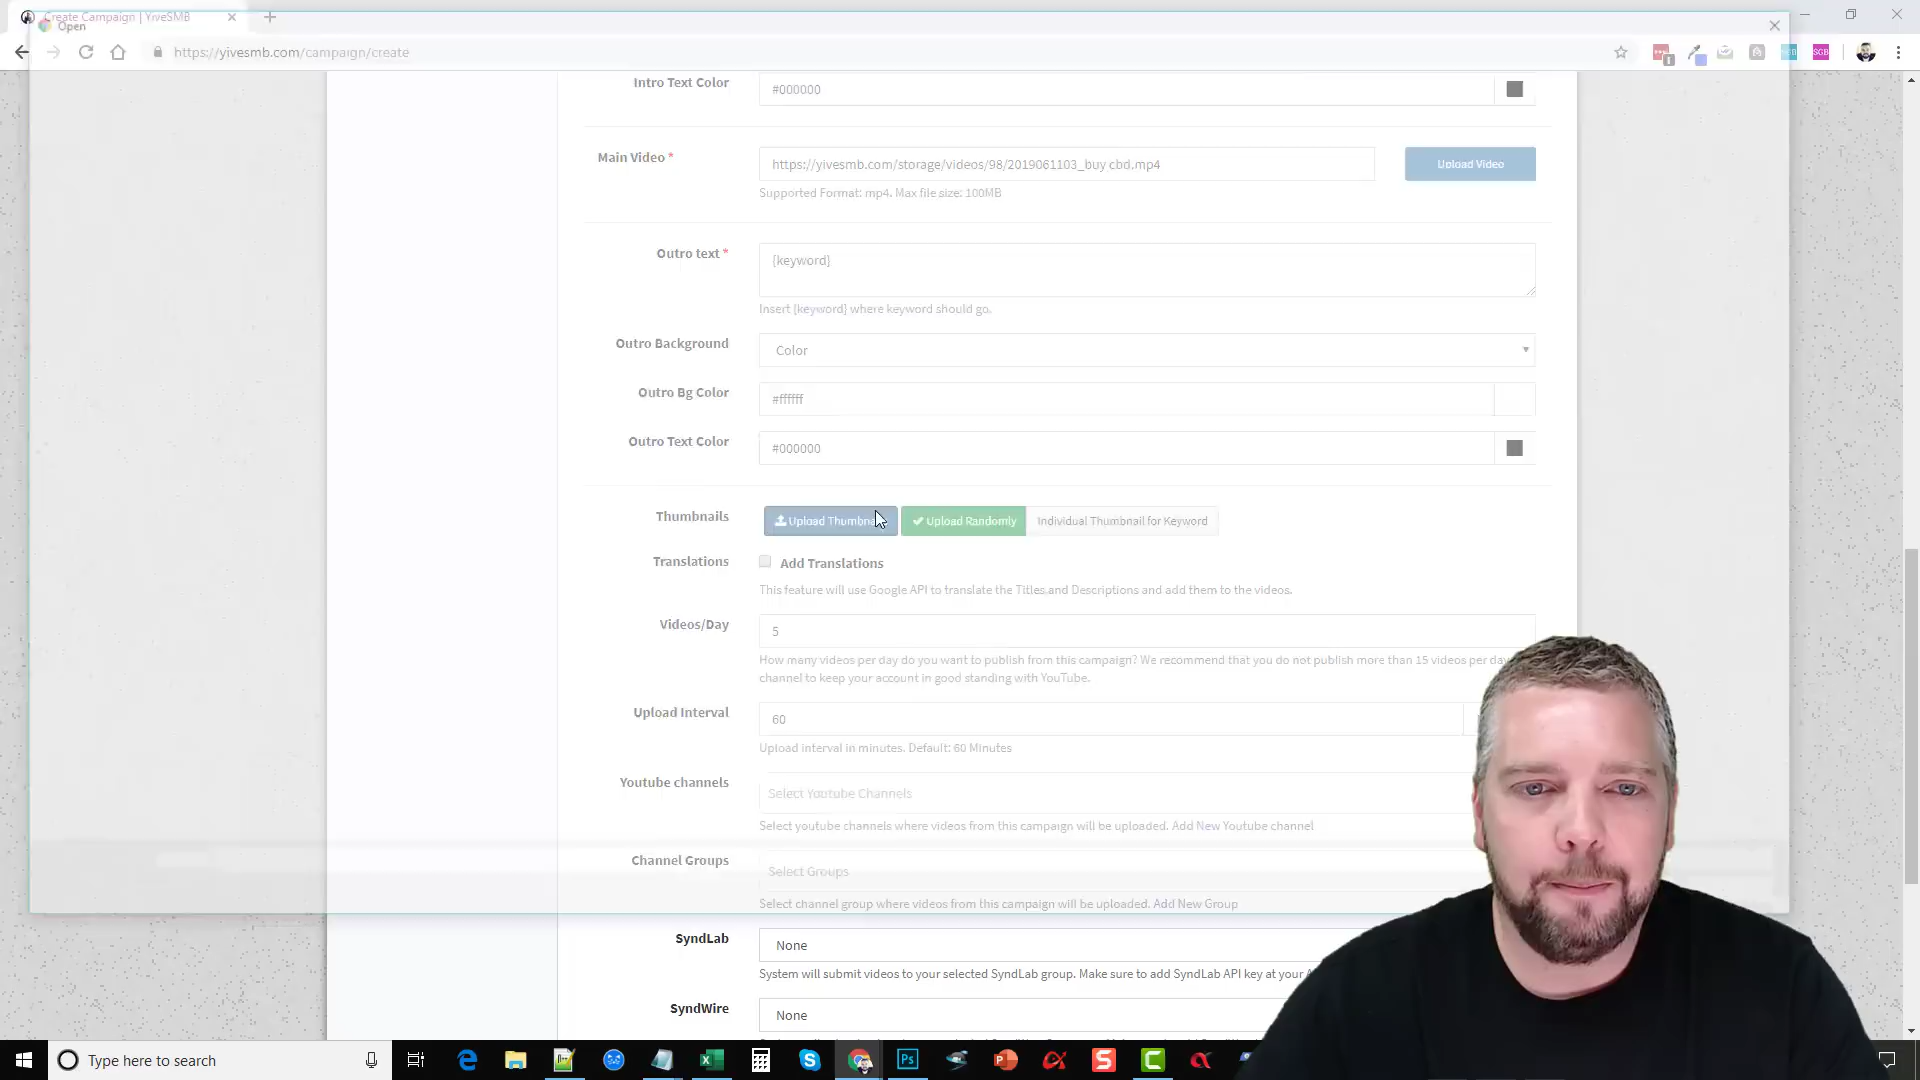 Create Campaign | YiveSMB
Open
https://yivesmb.com/campaign/create
SGB
Intro Text Color
#000000
Main Video *
https://yivesmb.com/storage/videos/98/2019061103_buy cbd.mp4
Upload Video
Supported Format: mp4. Max file size: 100MB
Outro text *
{keyword}
Insert {keyword} where keyword should go.
Outro Background
Color
Outro Bg Color
#ffffff
Outro Text Color
#000000
Thumbnails
Upload Thumbna
Upload Randomly
Individual Thumbnail for Keyword
Translations
Add Translations
This feature will use Google API to translate the Titles and Descriptions and add them to the videos.
Videos/Day
5
How many videos per day do you want to publish from this campaign? We recommend that you do not publish more than 15 videos per day
channel to keep your account in good standing with YouTube.
Upload Interval
60
Upload interval in minutes. Default: 60 Minutes
Youtube channels
Select Youtube Channels
Select youtube channels where videos from this campaign will be uploaded. Add New Youtube channel
Channel Groups
Select Groups
Select channel group where videos from this campaign will be uploaded. Add New Group
SyndLab
None
System will submit videos to your selected SyndLab group. Make sure to add SyndLab API key at your
SyndWire
None
Type here to search